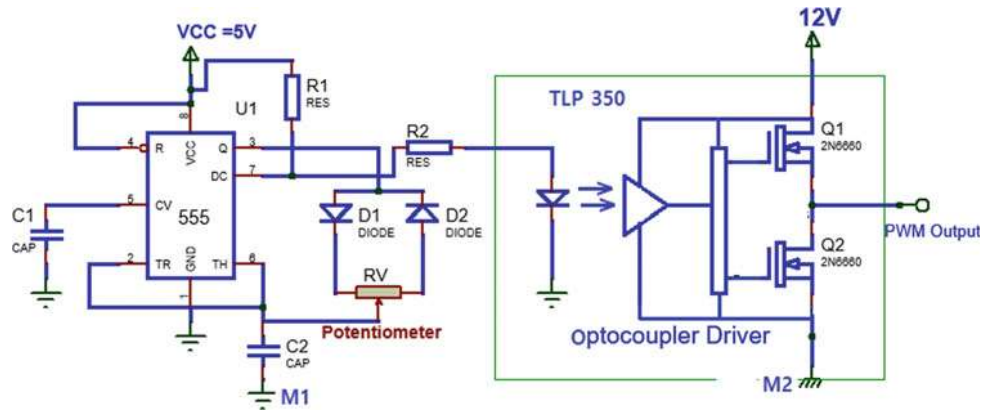 VCC =5V
12V
TLP 350
R1
RES
U1
8
4
R
VCC
Q
3
R2
RES
Q1
2N6660
DC
7
C1
CAP
5
CV
555
D1
DIODE
D2
DIODE
PWM Output
Q2
2N6660
2
TR
GND
TH
6
1
RV
Potentiometer
optocoupler Driver
C2
CAP
M1
M2